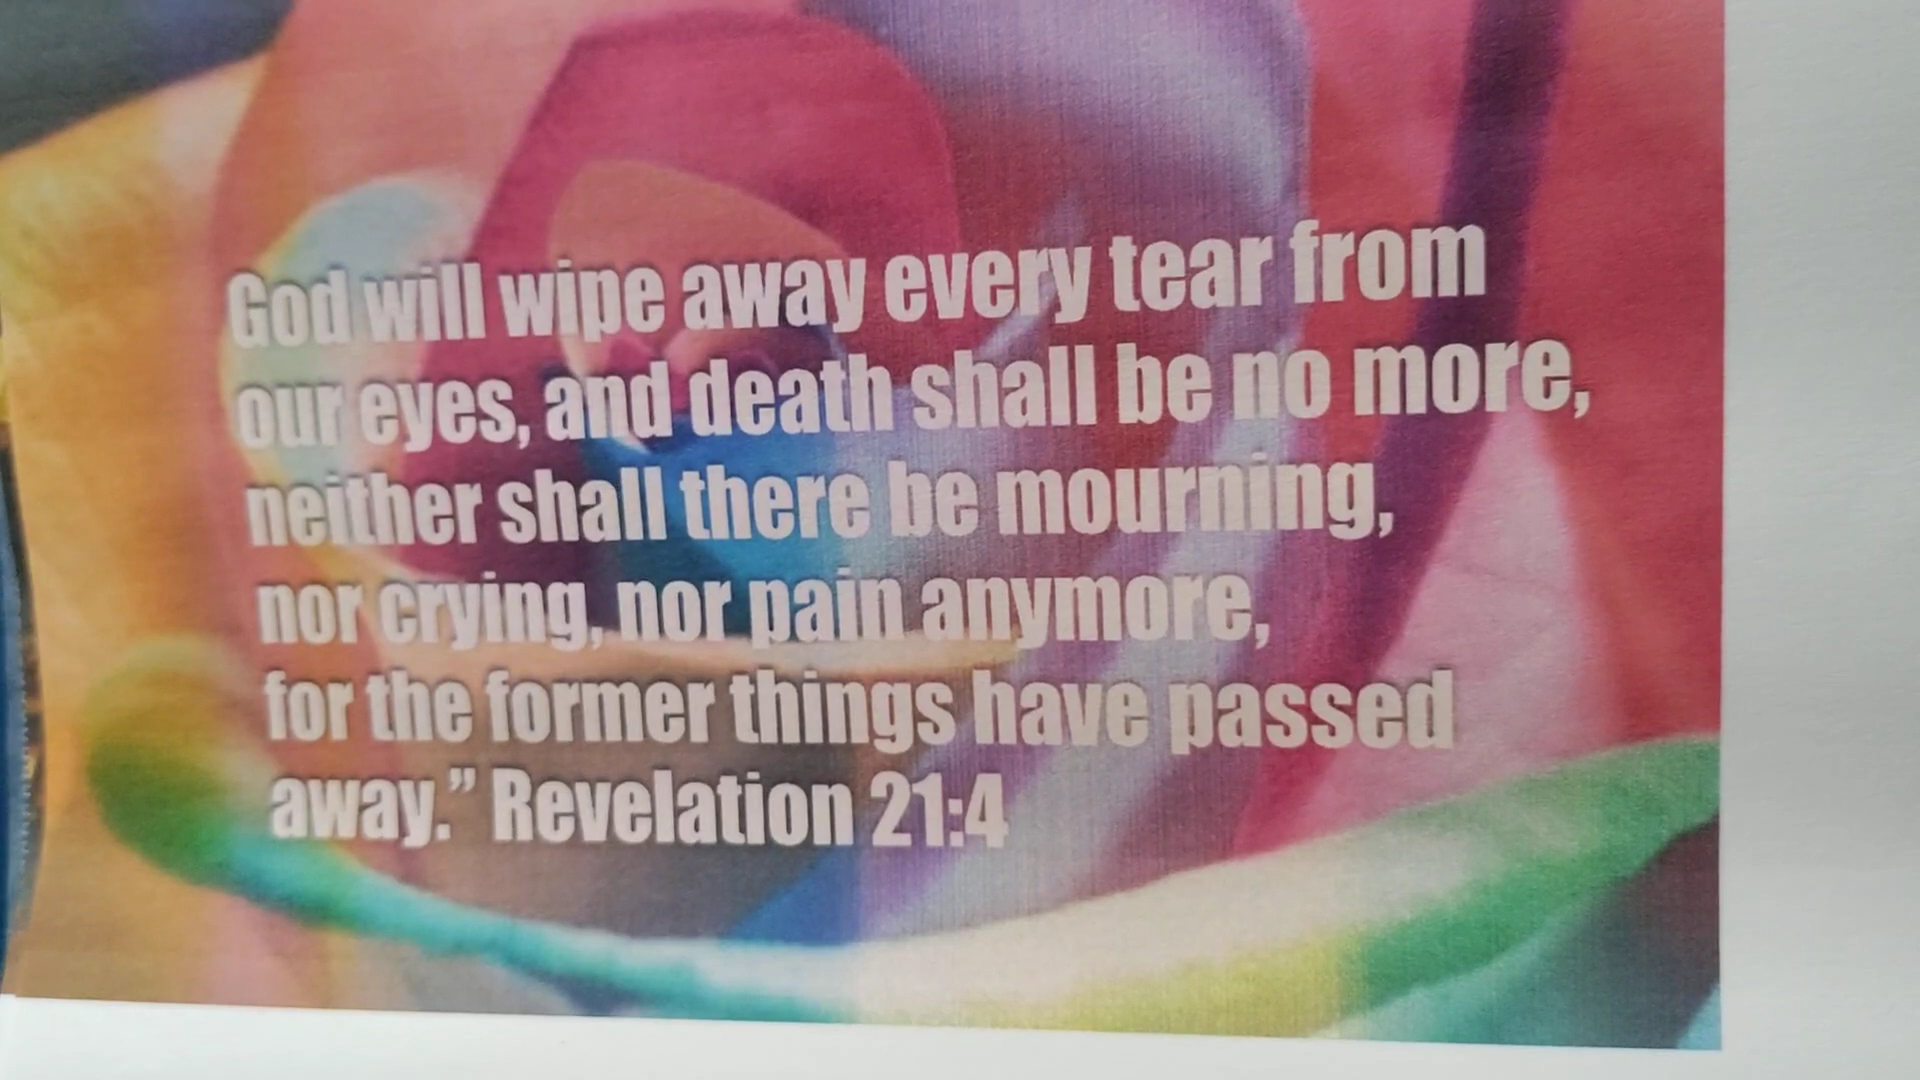 God will wipe away every tear from
our eyes, and death shall be no more,
neither shall there be mourning,
nor crying, nor pain anymore,
for the former things have passed
away.” Revelation 21:4